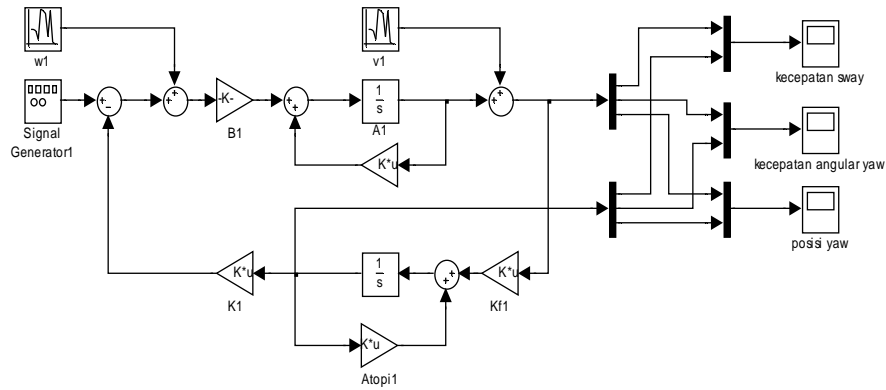 w1
v1
+
-
+
+
-K-
+
+
1
s
+
+
Signal
Generator1
B1
A1
K*u
kecepatan sway
kecepatan angular yaw
posisi yaw
K*u
1
s
+
+
K*u
K1
Kf1
K*u
Atopi1